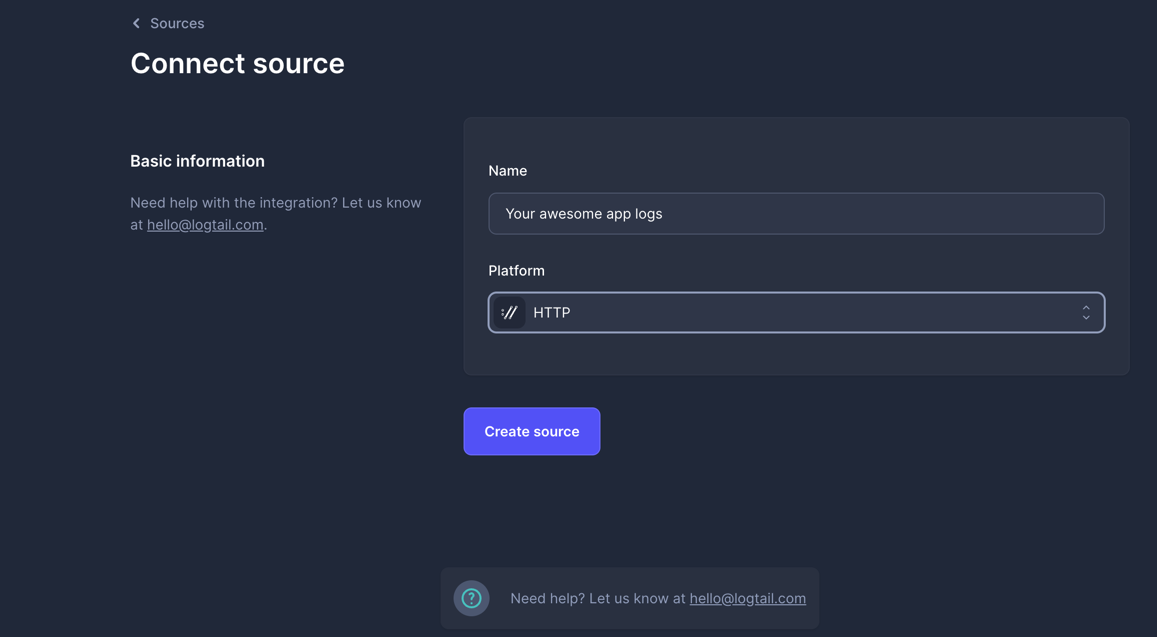 Sources
Connect source
Basic information
Need help with the integration? Let us know
at hello@logtail.com.
Name
Your awesome app logs
Platform
:// HTTP
Create source
Need help? Let us know at hello@logtail.com